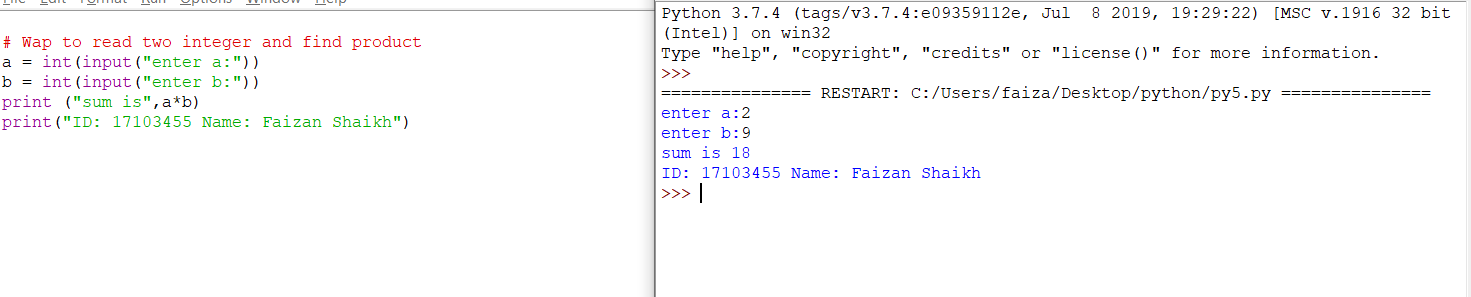 File Edit Format Run Options Window Help
# Wap to read two integer and find product
a = int(input("enter a:"))
b = int(input("enter b:"))
print ("sum is",a*b)
print("ID: 17103455 Name: Faizan Shaikh")
Python 3.7.4 (tags/v3.7.4:e09359112e, Jul  8 2019, 19:29:22) [MSC v.1916 32 bit
(Intel)] on win32
Type "help", "copyright", "credits" or "license()" for more information.
>>>
=============== RESTART: C:/Users/faiza/Desktop/python/py5.py ===============
enter a:2
enter b:9
sum is 18
ID: 17103455 Name: Faizan Shaikh
>>>